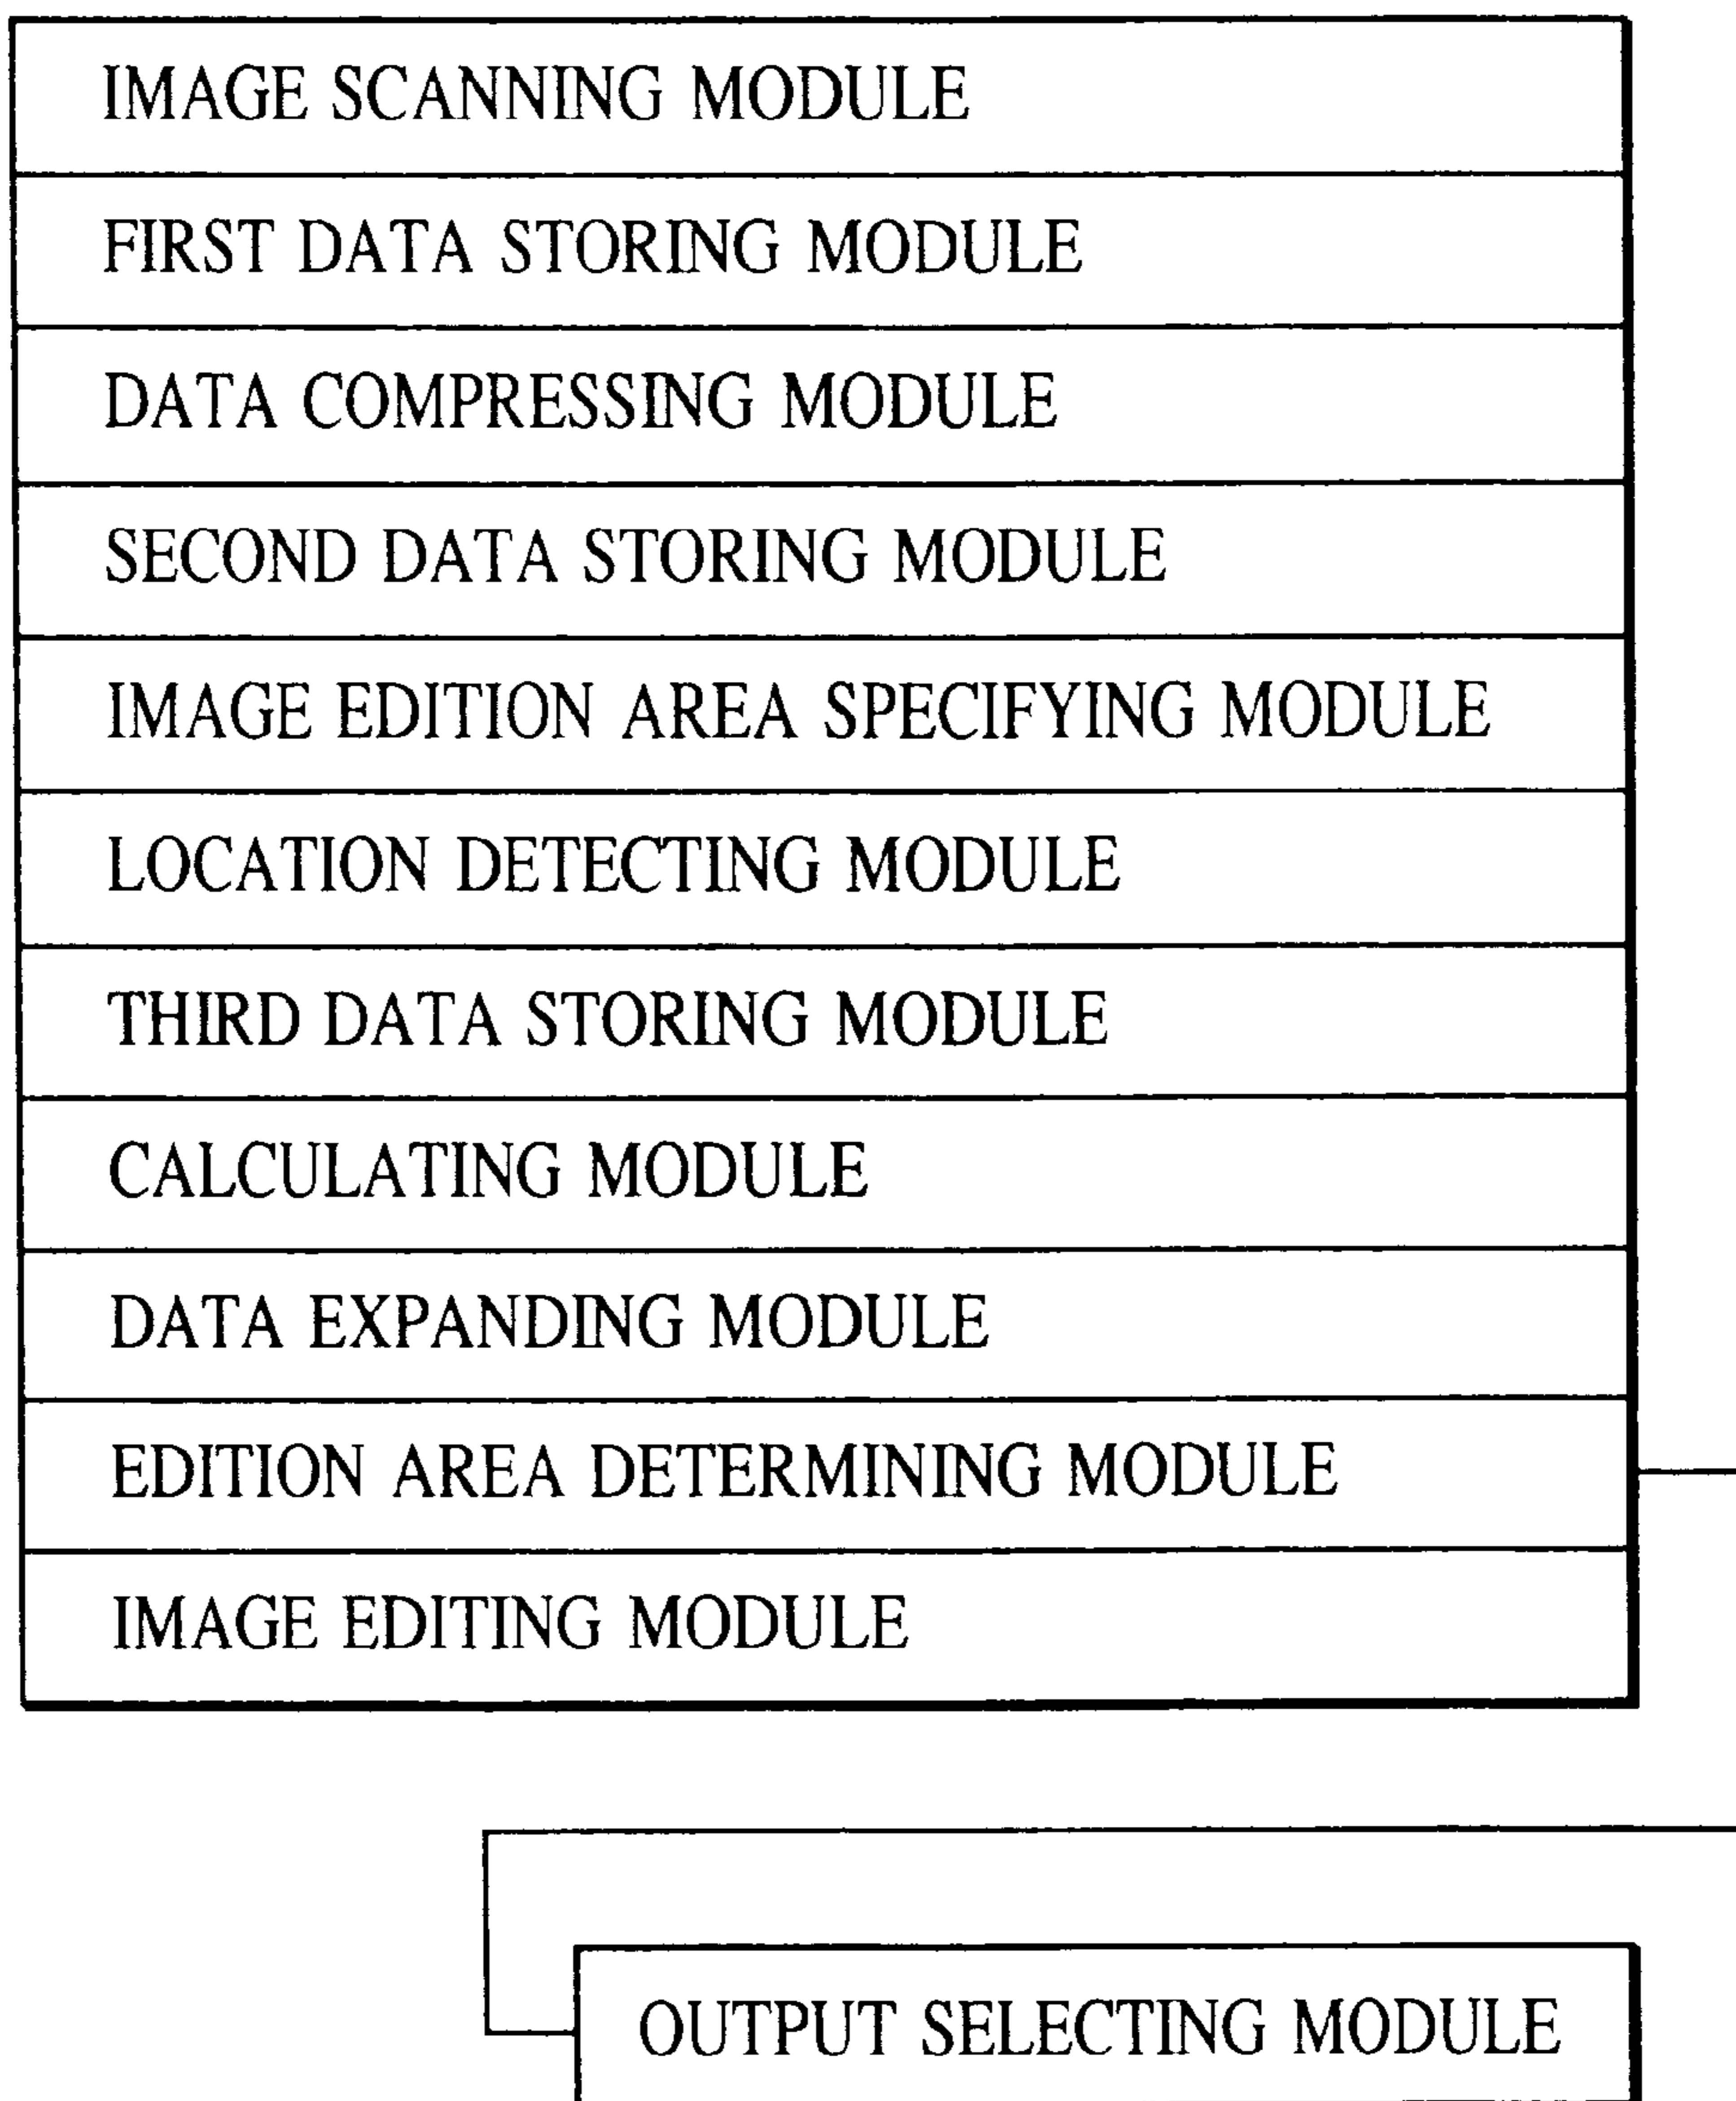 IMAGE SCANNING MODULE
FIRST DATA STORING MODULE
DATA COMPRESSING MODULE
SECOND DATA STORING MODULE
IMAGE EDITION AREA SPECIFYING MODULE
LOCATION DETECTING MODULE
THIRD DATA STORING MODULE
CALCULATING MODULE
DATA EXPANDING MODULE
EDITION AREA DETERMINING MODULE
IMAGE EDITING MODULE
OUTPUT SELECTING MODULE